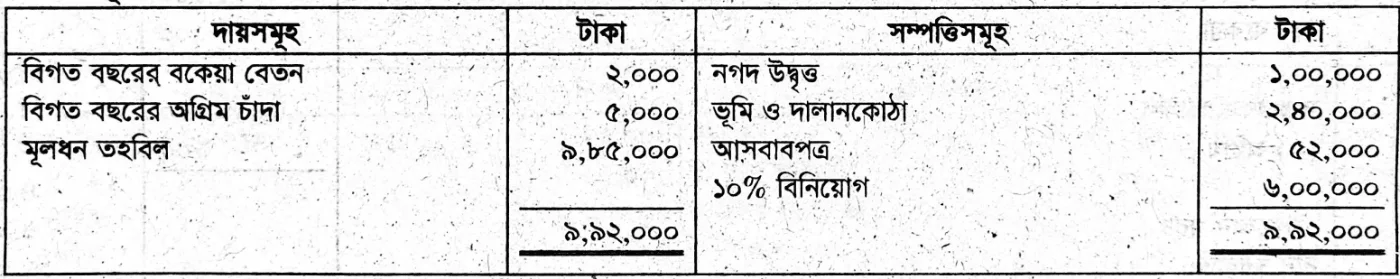 দায়সমূহ টাকা সম্পত্তিসমূহ টাকা
বিগত বছরের বকেয়া বেতন ২,০০০ নগদ উদ্বৃত্ত ১,০০,০০০
বিগত বছরের অগ্রিম চাঁদা ৫,০০০ ভূমি ও দালানকোঠা ২,৪০,০০০
মূলধন তহবিল ৯,৮৫,০০০ আসবাবপত্র ৫২,০০০
১০% বিনিয়োগ ৬,০০,০০০
৯,৯২,০০০ ৯,৯২,০০০